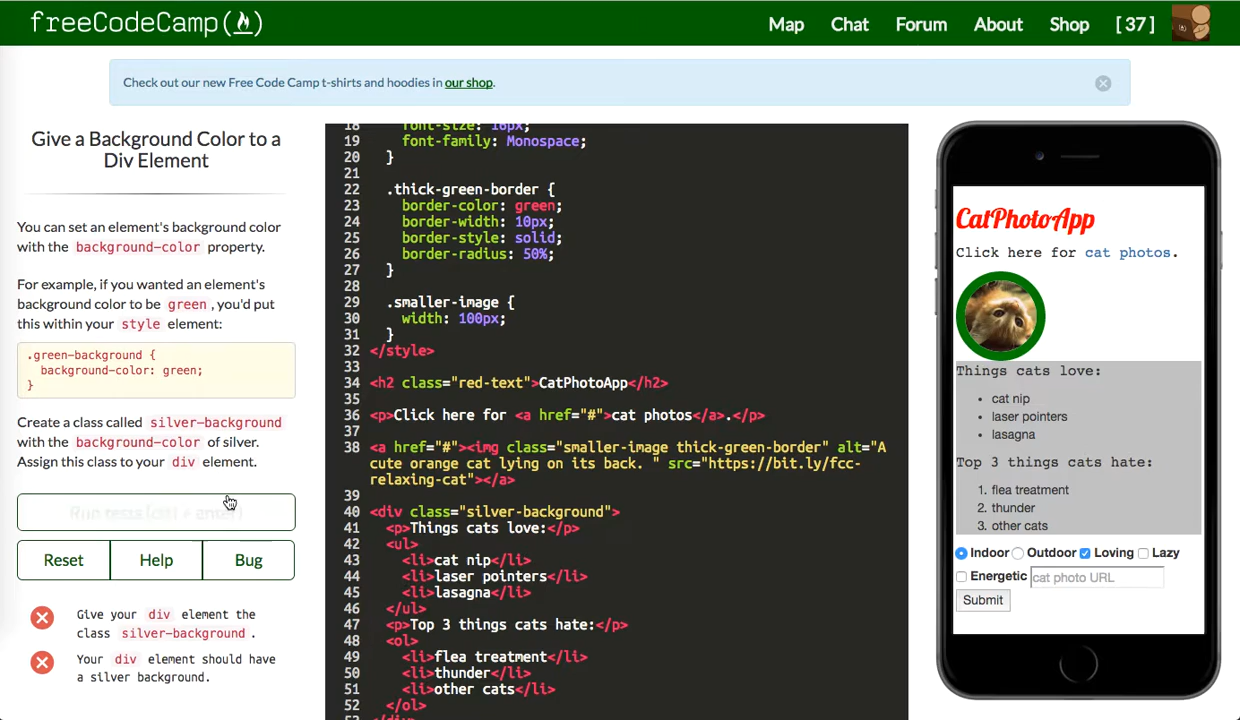 freeCodeCamp
Map Chat Forum About Shop [ 37 ]
Check out our new Free Code Camp t-shirts and hoodies in our shop.
Give a Background Color to a
Div Element
You can set an element's background color
with the background-color property.
For example, if you wanted an element's
background color to be green , you'd put
this within your style element:
.green-background {
background-color: green;
}
Create a class called silver-background
with the background-color of silver.
Assign this class to your div element.
Run tests (ctrl + enter)
Reset Help Bug
Give your div element the
class silver-background .
Your div element should have
a silver background.
18 font-size: 16px;
19 font-family: Monospace;
20 }
21
22 .thick-green-border {
23 border-color: green;
24 border-width: 10px;
25 border-style: solid;
26 border-radius: 50%;
27 }
28
29 .smaller-image {
30 width: 100px;
31 }
32 </style>
33
34 <h2 class="red-text">CatPhotoApp</h2>
35
36 <p>Click here for <a href="#">cat photos</a>.</p>
37
38 <a href="#"><img class="smaller-image thick-green-border" alt="A
cute orange cat lying on its back. " src="https://bit.ly/fcc-
relaxing-cat"></a>
39
40 <div class="silver-background">
41 <p>Things cats love:</p>
42 <ul>
43 <li>cat nip</li>
44 <li>laser pointers</li>
45 <li>lasagna</li>
46 </ul>
47 <p>Top 3 things cats hate:</p>
48 <ol>
49 <li>flea treatment</li>
50 <li>thunder</li>
51 <li>other cats</li>
52 </ol>
CatPhotoApp
Click here for cat photos.
Things cats love:
• cat nip
• laser pointers
• lasagna
Top 3 things cats hate:
1. flea treatment
2. thunder
3. other cats
Indoor Outdoor Loving Lazy
Energetic cat photo URL
Submit